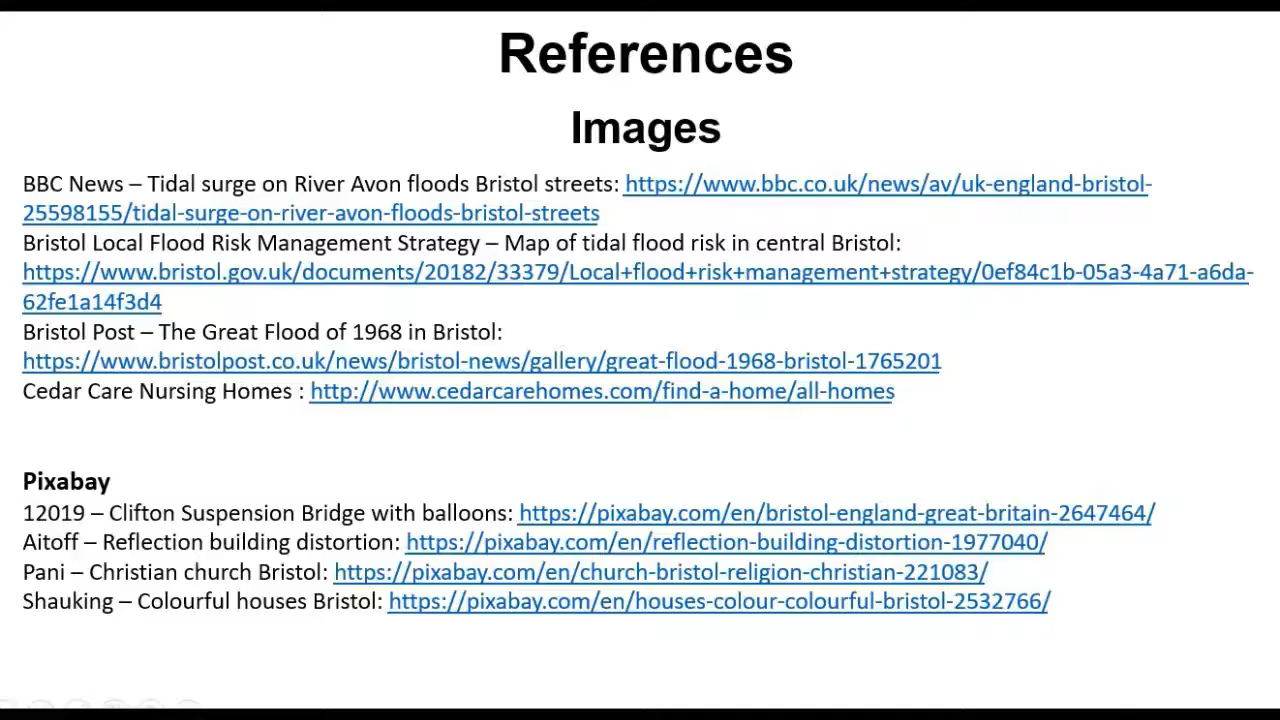 References
Images
BBC News – Tidal surge on River Avon floods Bristol streets: https://www.bbc.co.uk/news/av/uk-england-bristol-
25598155/tidal-surge-on-river-avon-floods-bristol-streets
Bristol Local Flood Risk Management Strategy – Map of tidal flood risk in central Bristol:
https://www.bristol.gov.uk/documents/20182/33379/Local+flood+risk+management+strategy/0ef84c1b-05a3-4a71-a6da-
62fe1a14f3d4
Bristol Post – The Great Flood of 1968 in Bristol:
https://www.bristolpost.co.uk/news/bristol-news/gallery/great-flood-1968-bristol-1765201
Cedar Care Nursing Homes : http://www.cedarcarehomes.com/find-a-home/all-homes
Pixabay
12019 – Clifton Suspension Bridge with balloons: https://pixabay.com/en/bristol-england-great-britain-2647464/
Aitoff – Reflection building distortion: https://pixabay.com/en/reflection-building-distortion-1977040/
Pani – Christian church Bristol: https://pixabay.com/en/church-bristol-religion-christian-221083/
Shauking – Colourful houses Bristol: https://pixabay.com/en/houses-colour-colourful-bristol-2532766/